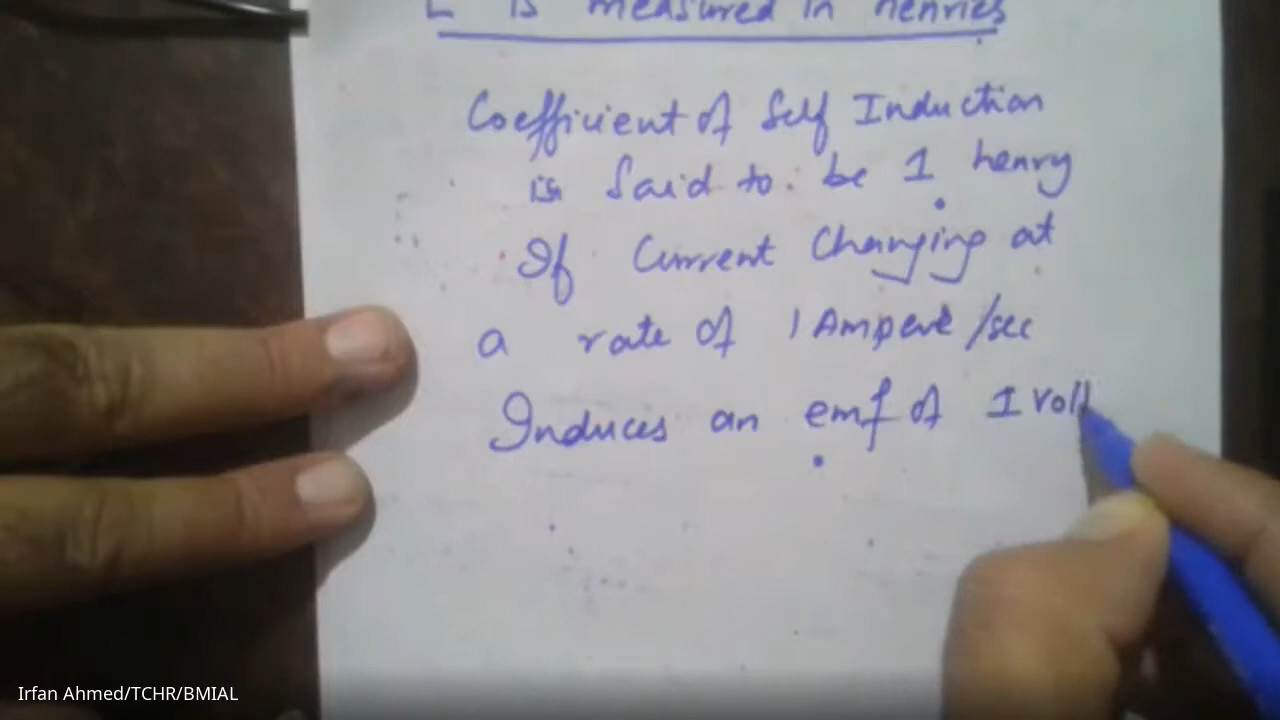 L is measured in henries
Coefficient of Self Induction
is Said to be 1 henry
If Current Changing at
a rate of 1 Ampere/sec
Induces an emf of 1 volt
Irfan Ahmed/TCHR/BMIAL